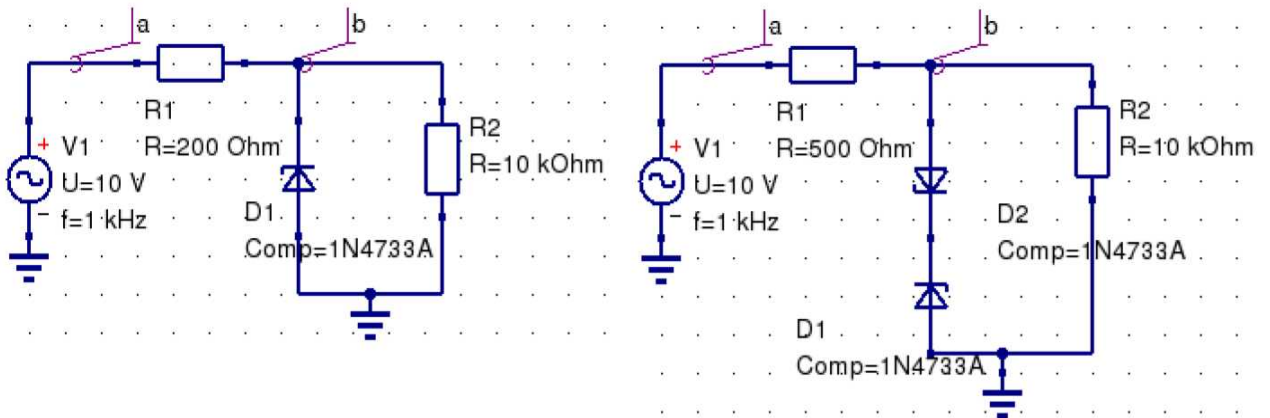 a
b
R1
R=200 Ohm
+
V1
U=10 V
- f=1 kHz
R2
R=10 kOhm
D1
Comp=1N4733A
a
b
R1
R=500 Ohm
+
V1
U=10 V
- f=1 kHz
R2
R=10 kOhm
D2
Comp=1N4733A
D1
Comp=1N4733A